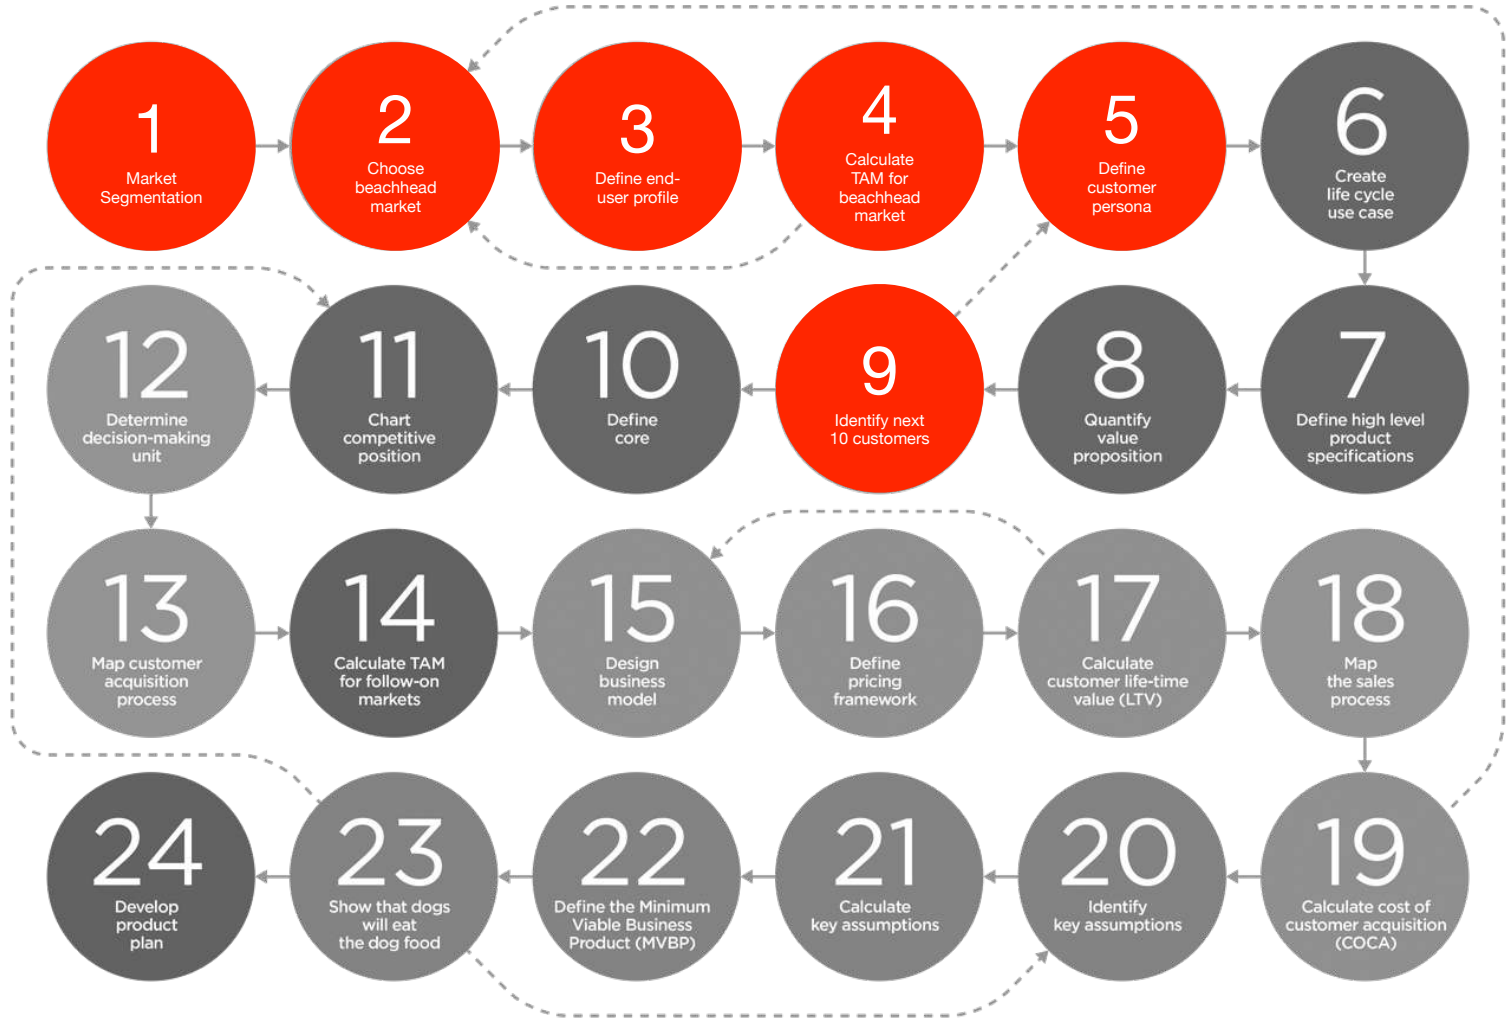 1
Market
Segmentation
2
Choose
beachhead
market
3
Define end-
user profile
4
Calculate
TAM for
beachhead
market
5
Define
customer
persona
6
Create
life cycle
use case
12
Determine
decision-making
unit
11
Chart
competitive
position
10
Define
core
9
Identify next
10 customers
8
Quantify
value
proposition
7
Define high level
product
specifications
13
Map customer
acquisition
process
14
Calculate TAM
for follow-on
markets
15
Design
business
model
16
Define
pricing
framework
17
Calculate
customer life-time
value (LTV)
18
Map
the sales
process
24
Develop
product
plan
23
Show that dogs
will eat
the dog food
22
Define the Minimum
Viable Business
Product (MVBP)
21
Calculate
key assumptions
20
Identify
key assumptions
19
Calculate cost of
customer acquisition
(COCA)